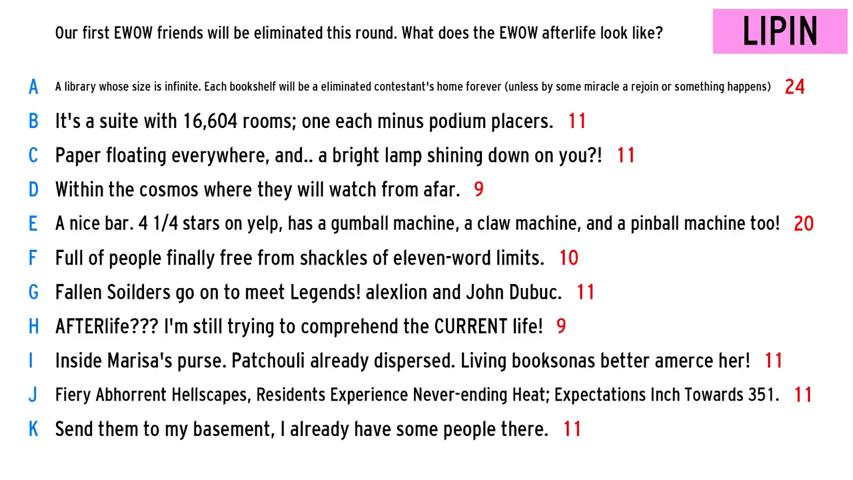 Our first EWOW friends will be eliminated this round. What does the EWOW afterlife look like?
LIPIN
A A library whose size is infinite. Each bookshelf will be a eliminated contestant's home forever (unless by some miracle a rejoin or something happens) 24
B It's a suite with 16,604 rooms; one each minus podium placers. 11
C Paper floating everywhere, and.. a bright lamp shining down on you?! 11
D Within the cosmos where they will watch from afar. 9
E A nice bar. 4 1/4 stars on yelp, has a gumball machine, a claw machine, and a pinball machine too! 20
F Full of people finally free from shackles of eleven-word limits. 10
G Fallen Soilders go on to meet Legends! alexlion and John Dubuc. 11
H AFTERlife??? I'm still trying to comprehend the CURRENT life! 9
I Inside Marisa's purse. Patchouli already dispersed. Living booksonas better amerce her! 11
J Fiery Abhorrent Hellscapes, Residents Experience Never-ending Heat; Expectations Inch Towards 351. 11
K Send them to my basement, I already have some people there. 11